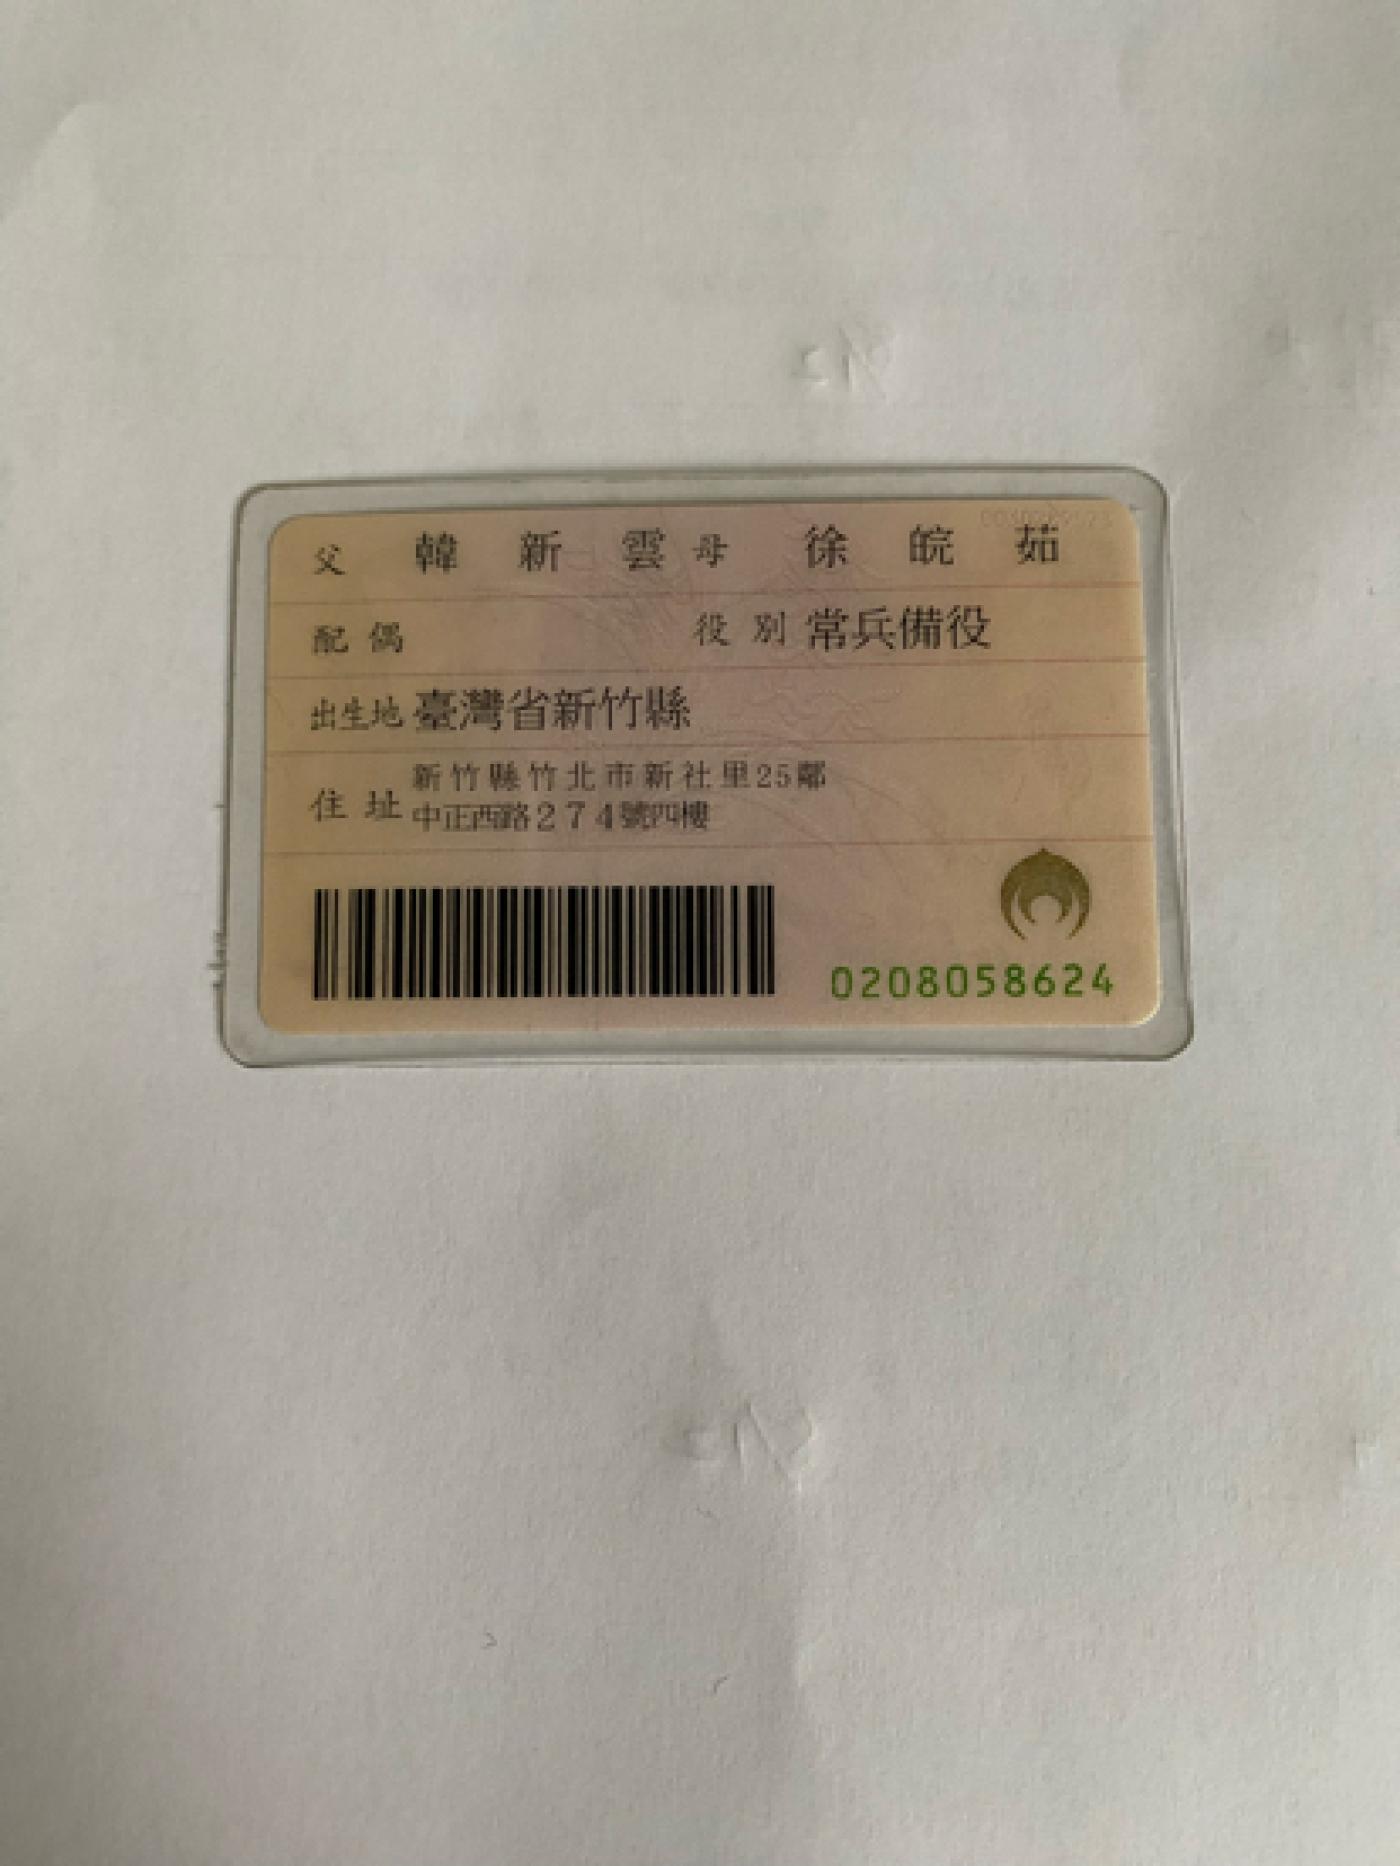 父 韓 新 雲 母 徐 皖 茹
配 偶 役 別 常兵備役
出生地 臺灣省新竹縣
住 址 新竹縣竹北市新社里25鄰
中正西路274號四樓
0208058624